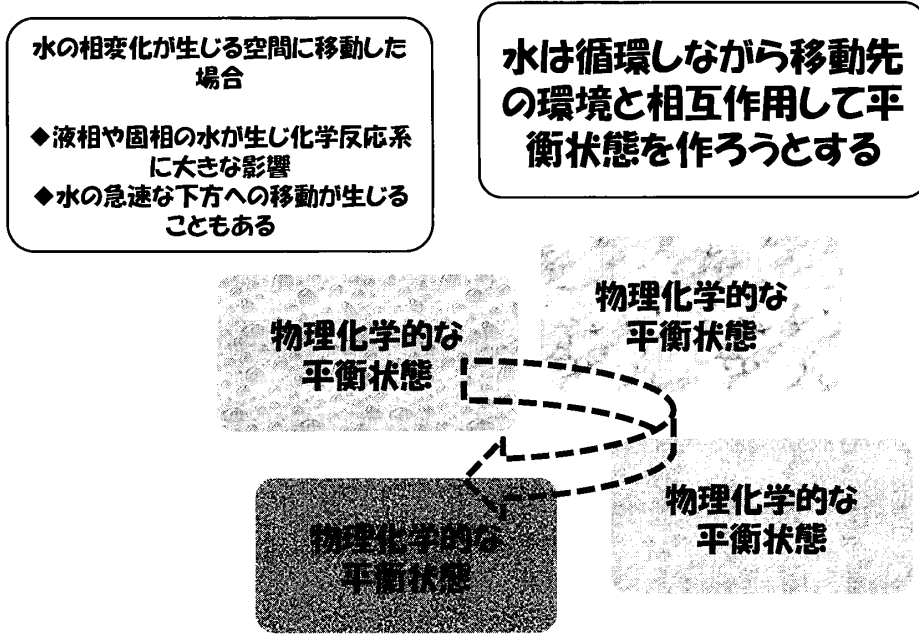 水の相変化が生じる空間に移動した
場合
◆液相や固相の水が生じ化学反応系
に大きな影響
◆水の急速な下方への移動が生じる
こともある
水は循環しながら移動先
の環境と相互作用して平
衡状態を作ろうとする
物理化学的な
平衡状態
物理化学的な
平衡状態
物理化学的な
平衡状態
物理化学的な
平衡状態